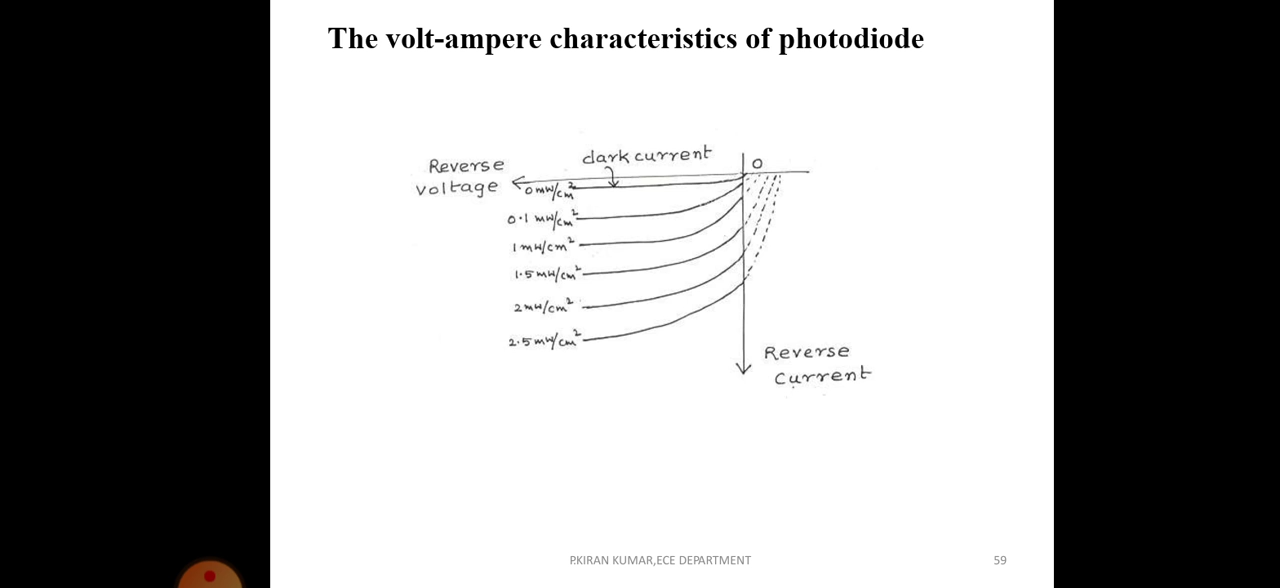 The volt-ampere characteristics of photodiode
dark current
0
Reverse
voltage
0 mw/cm²
0.1 mw/cm²
1 mw/cm²
1.5 mw/cm²
2 mw/cm²
2.5 mw/cm²
Reverse
Current
P.KIRAN KUMAR,ECE DEPARTMENT
59